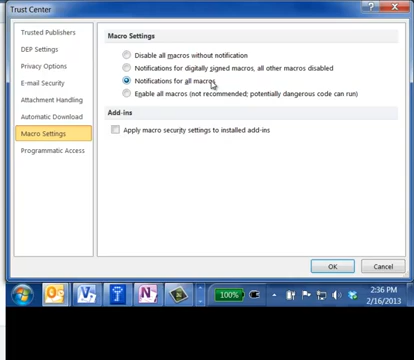 Trust Center
Trusted Publishers
DEP Settings
Privacy Options
E-mail Security
Attachment Handling
Automatic Download
Macro Settings
Programmatic Access
Macro Settings
Disable all macros without notification
Notifications for digitally signed macros, all other macros disabled
Notifications for all macros
Enable all macros (not recommended; potentially dangerous code can run)
Add-ins
Apply macro security settings to installed add-ins
OK
Cancel
100%
2:36 PM
2/16/2013